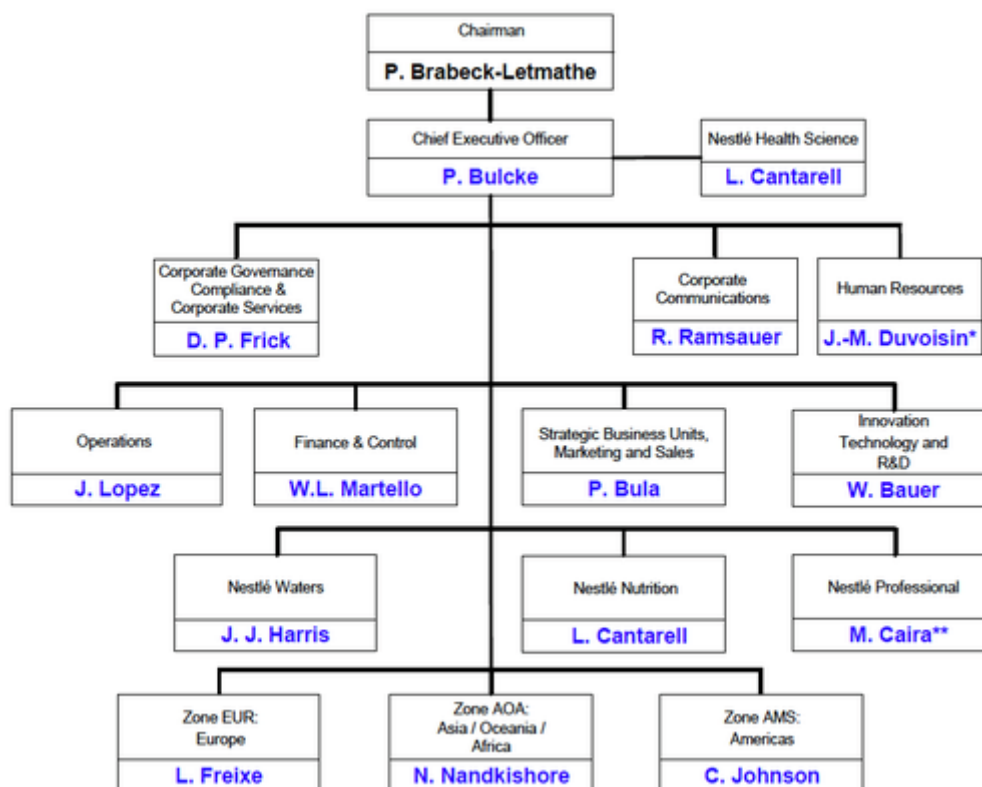 Chairman
P. Brabeck-Letmathe
Chief Executive Officer
P. Bulcke
Nestlé Health Science
L. Cantarell
Corporate Governance
Compliance &
Corporate Services
D. P. Frick
Corporate
Communications
R. Ramsauer
Human Resources
J.-M. Duvoisin*
Operations
J. Lopez
Finance & Control
W.L. Martello
Strategic Business Units,
Marketing and Sales
P. Bula
Innovation
Technology and
R&D
W. Bauer
Nestlé Waters
J. J. Harris
Nestlé Nutrition
L. Cantarell
Nestlé Professional
M. Caira**
Zone EUR:
Europe
L. Freixe
Zone AOA:
Asia / Oceania /
Africa
N. Nandkishore
Zone AMS:
Americas
C. Johnson